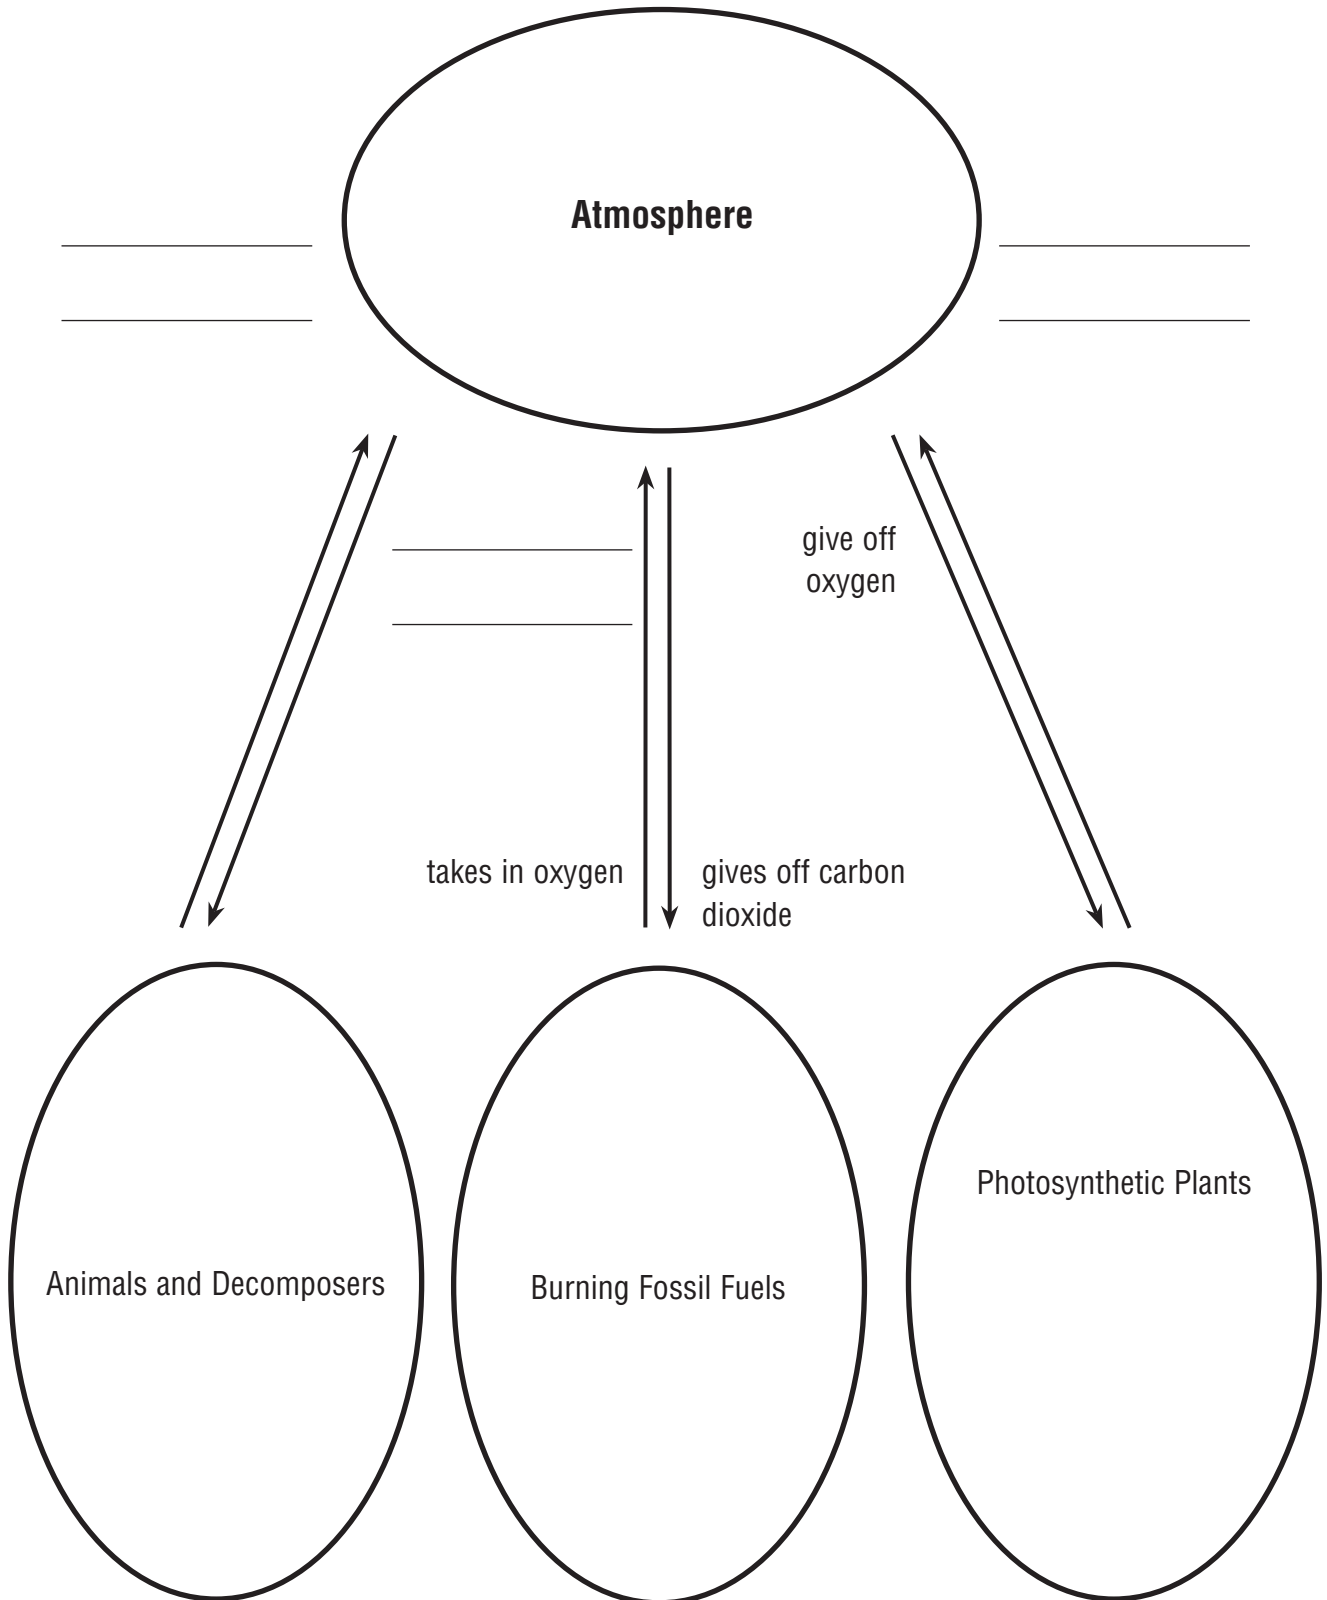 Atmosphere
give off
oxygen
takes in oxygen
gives off carbon
dioxide
Animals and Decomposers
Burning Fossil Fuels
Photosynthetic Plants